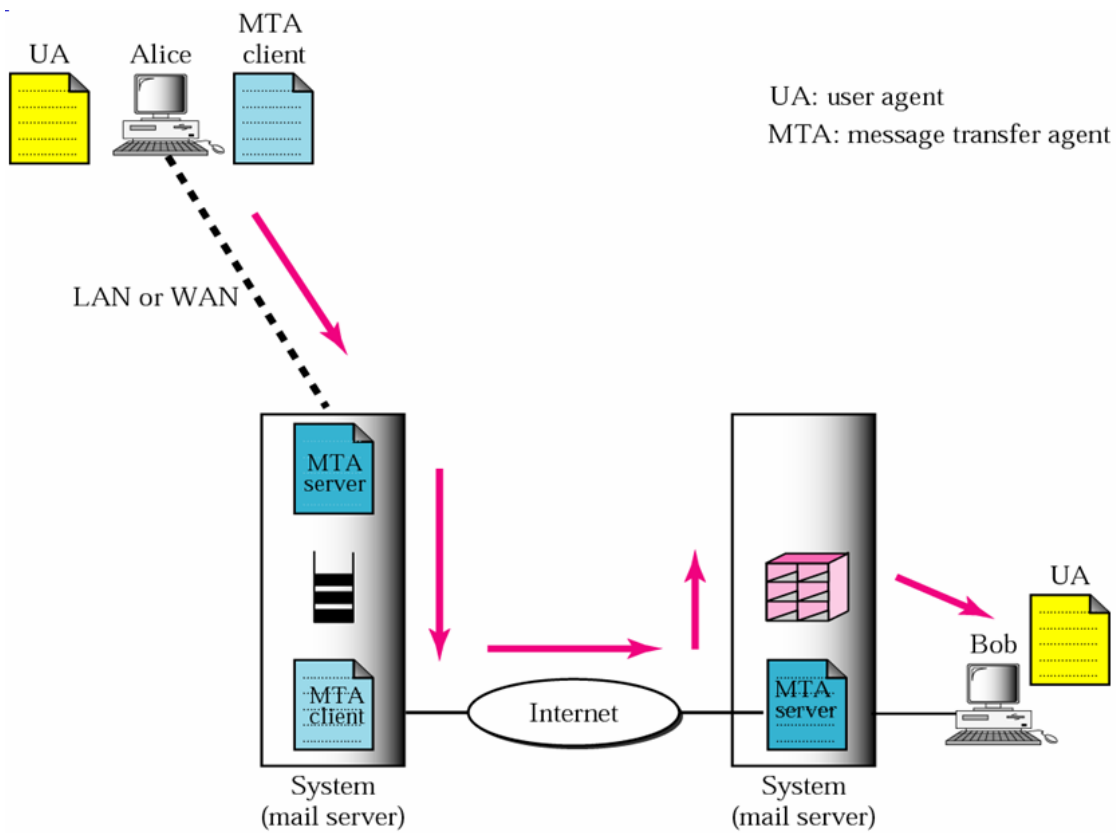 UA
Alice
MTA
client
UA: user agent
MTA: message transfer agent
LAN or WAN
MTA
server
MTA
client
System
(mail server)
Internet
MTA
server
System
(mail server)
Bob
UA